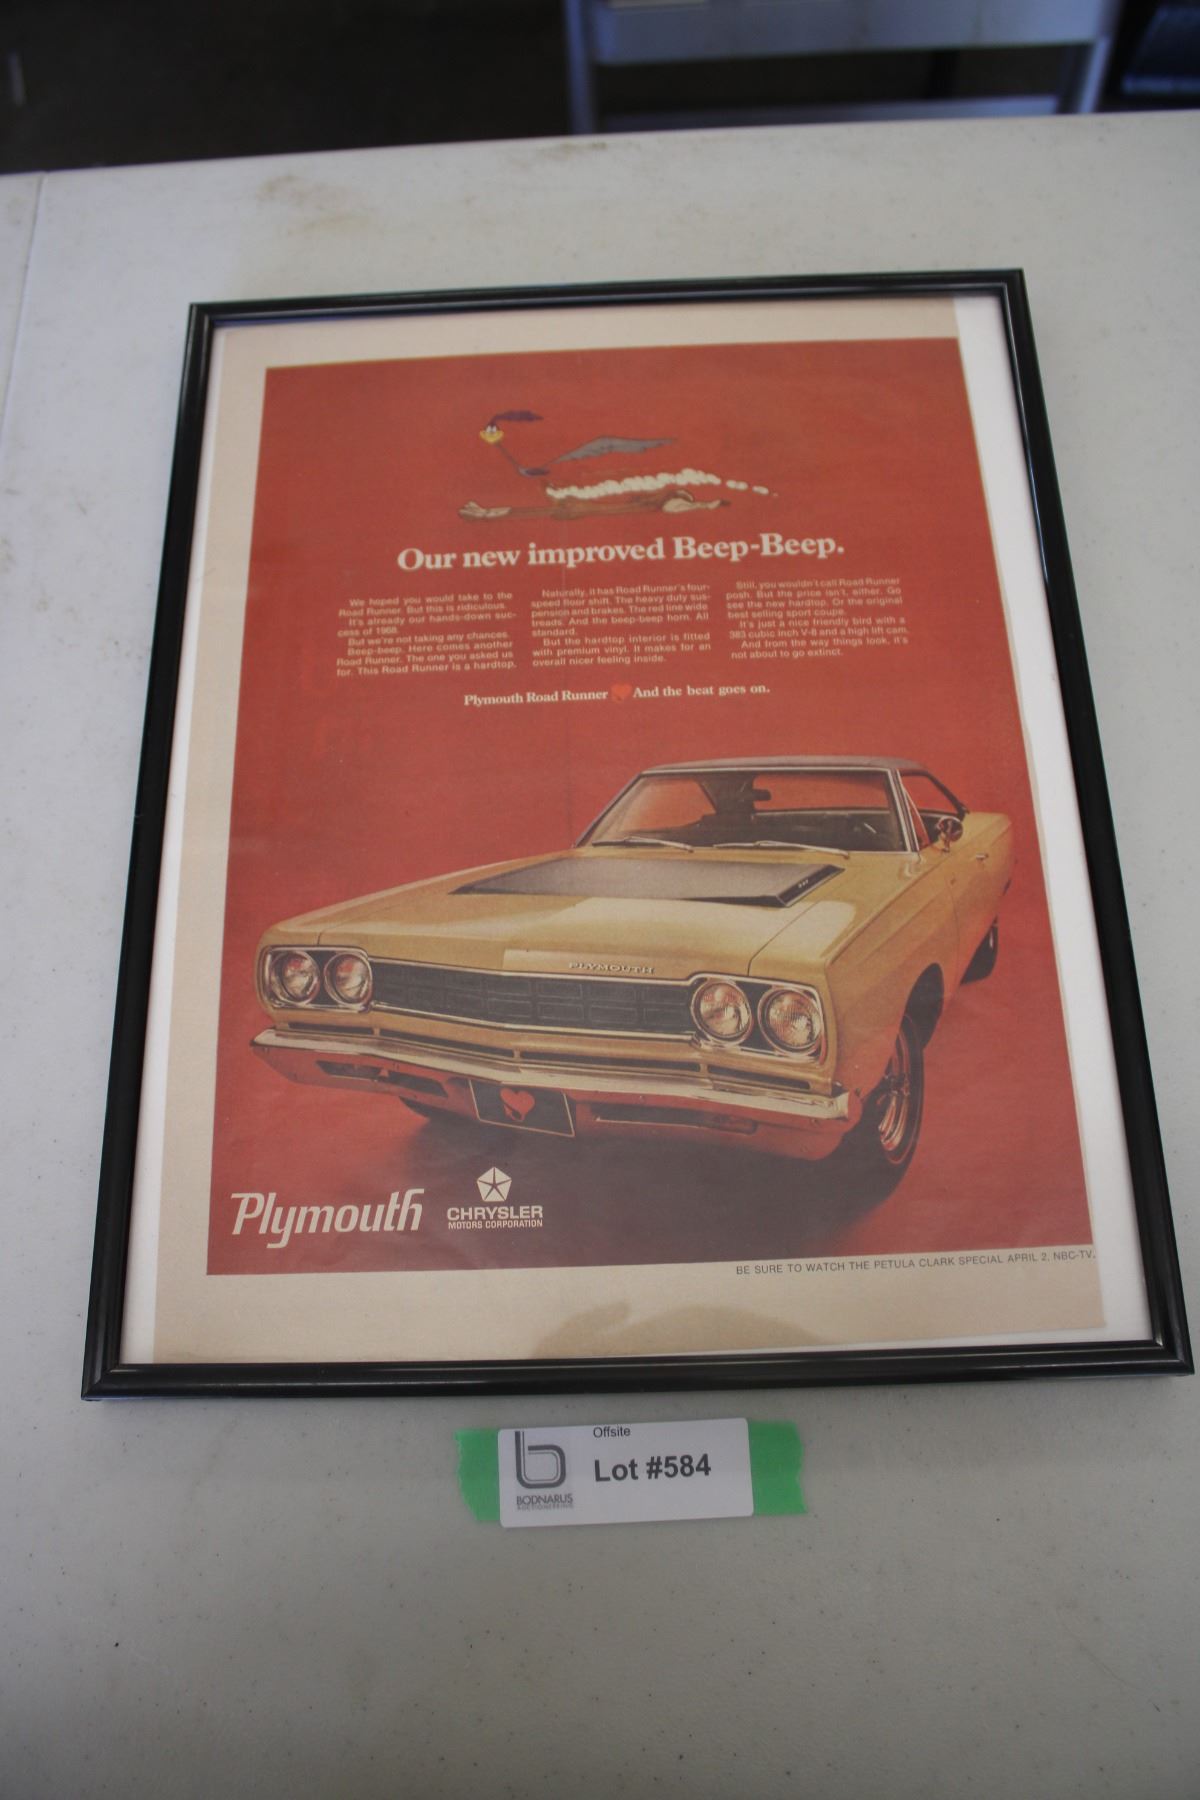 Our new improved Beep-Beep.
We hoped you would take to the
Road Runner. But this is ridiculous.
It's already our hands-down suc-
cess of 1968.
But we're not taking any chances.
Beep-beep. Here comes another
Road Runner. The one you asked us
for. This Road Runner is a hardtop.
Naturally, it has Road Runner's four-
speed floor shift. The heavy duty sus-
pension and brakes. The red line wide
treads. And the beep-beep horn. All
standard.
But the hardtop interior is fitted
with premium vinyl. It makes for an
overall nicer feeling inside.
Still, you wouldn't call Road Runner
posh. But the price isn't, either. Go
see the new hardtop. Or the original
best selling sport coupe.
It's just a nice friendly bird with a
383 cubic inch V-8 and a high lift cam.
And from the way things look, it's
not about to go extinct.
Plymouth Road Runner And the beat goes on.
PLYMOUTH
Plymouth
CHRYSLER
MOTORS CORPORATION
BE SURE TO WATCH THE PETULA CLARK SPECIAL APRIL 2, NBC-TV.
Offsite
Lot #584
BODNARUS
AUCTIONEERING